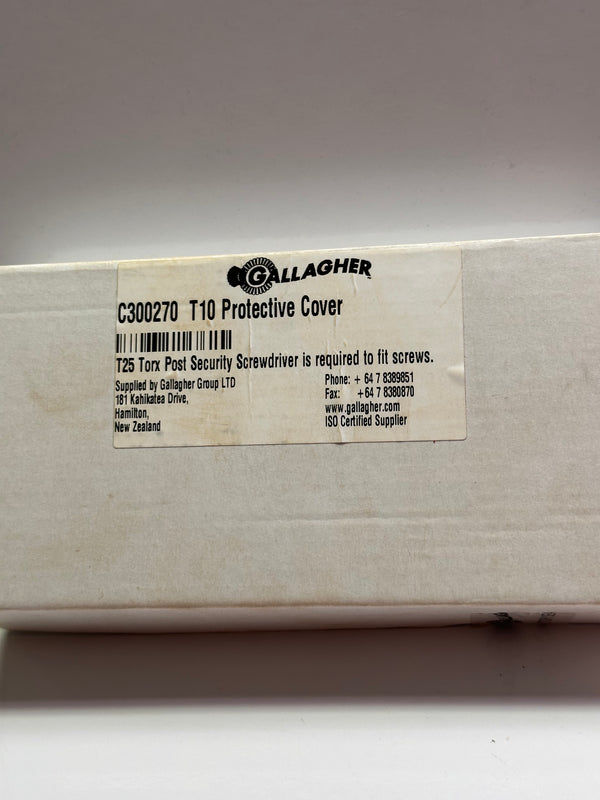 GALLAGHER
C300270 T10 Protective Cover
T25 Torx Post Security Screwdriver is required to fit screws.
Supplied by Gallagher Group LTD
181 Kahikatea Drive,
Hamilton,
New Zealand
Phone: + 64 7 8389851
Fax: +64 7 8380870
www.gallagher.com
ISO Certified Supplier